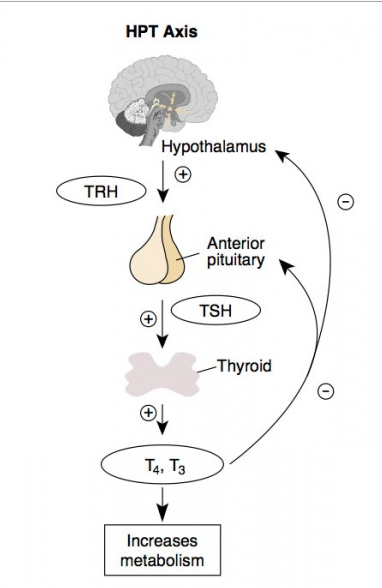 HPT Axis
Hypothalamus
+
TRH
−
Anterior
pituitary
+
TSH
Thyroid
−
+
T4, T3
Increases
metabolism